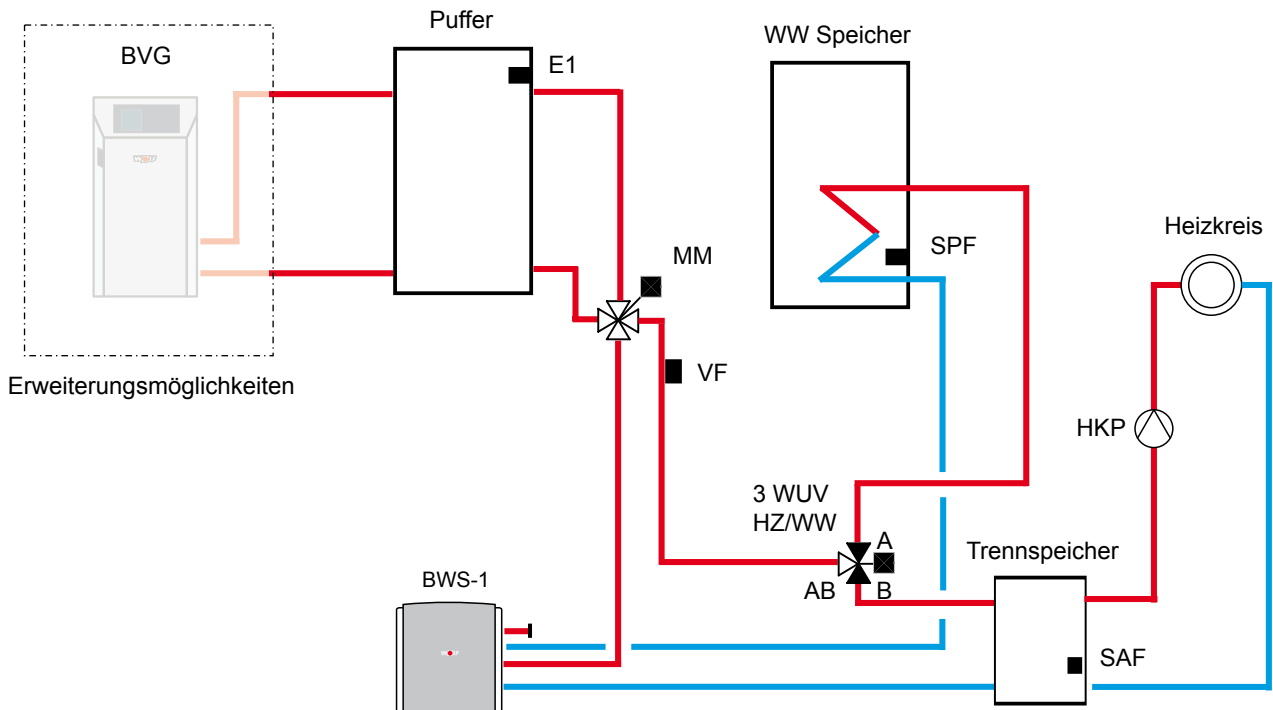 Puffer
WW Speicher
BVG
E1
MM
SPF
Heizkreis
VF
Erweiterungsmöglichkeiten
HKP
3 WUV
HZ/WW
A
Trennspeicher
AB
B
BWS-1
SAF